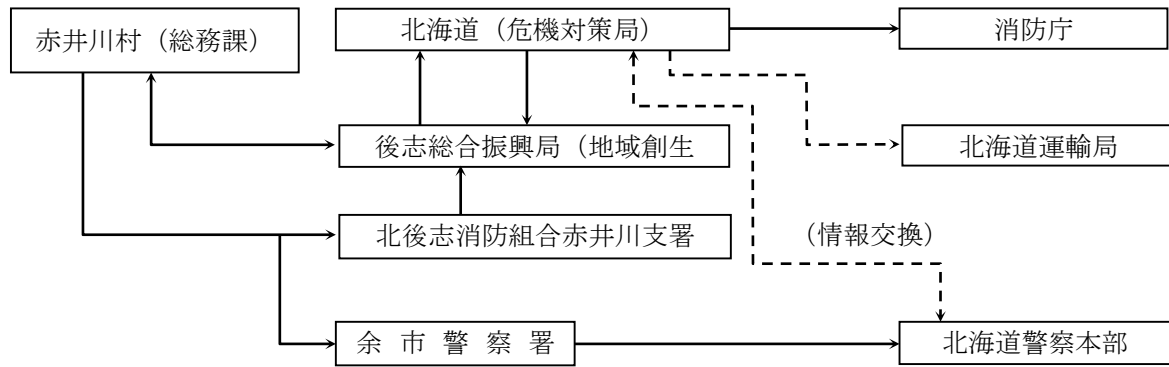 赤井川村（総務課）
北海道（危機対策局）
消防庁
後志総合振興局（地域創生
北海道運輸局
北後志消防組合赤井川支署
（情報交換）
余市警察署
北海道警察本部